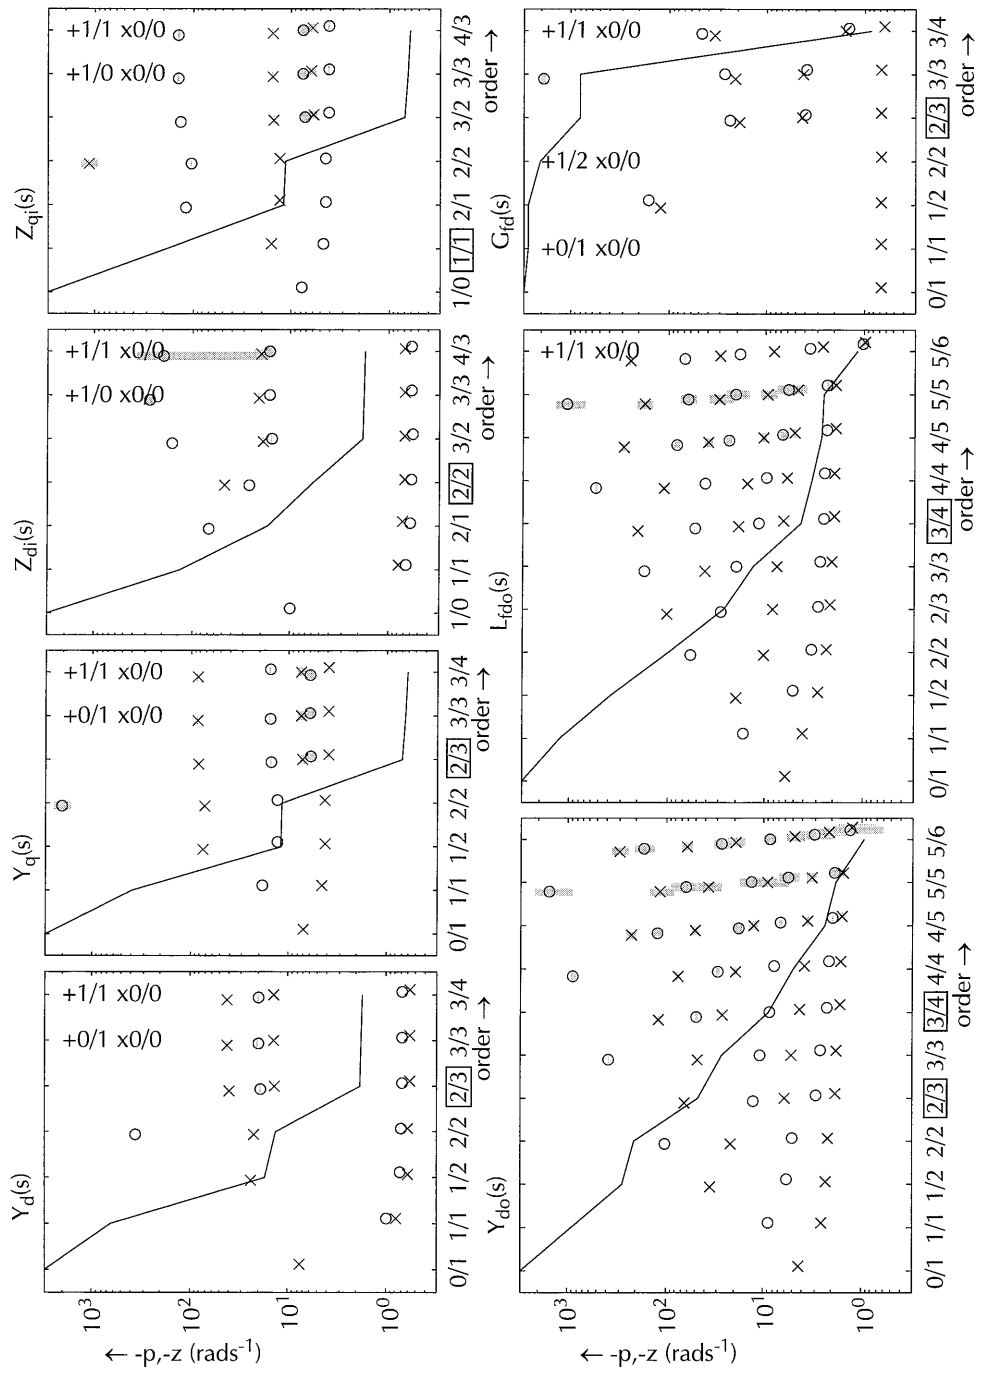 +1/1 x0/0
+1/0 x0/0
Z_qi(s)
1/0 1/1 2/1 2/2 3/2 3/3 4/3
order →
+1/1 x0/0
+1/2 x0/0
+0/1 x0/0
G_fd(s)
0/1 1/1 1/2 2/2 2/3 3/3 3/4
order →
+1/1 x0/0
+1/0 x0/0
Z_di(s)
1/0 1/1 2/1 2/2 3/2 3/3 4/3
order →
+1/1 x0/0
L_fdo(s)
0/1 1/1 1/2 2/2 2/3 3/3 3/4 4/4 4/5 5/5 5/6
order →
+1/1 x0/0
+0/1 x0/0
Y_q(s)
0/1 1/1 1/2 2/2 2/3 3/3 3/4
order →
+1/1 x0/0
+0/1 x0/0
Y_d(s)
0/1 1/1 1/2 2/2 2/3 3/3 3/4
order →
10³ 10² 10¹ 10⁰
← -p,-z (rads⁻¹)
Y_do(s)
0/1 1/1 1/2 2/2 2/3 3/3 3/4 4/4 4/5 5/5 5/6
order →
10³ 10² 10¹ 10⁰
← -p,-z (rads⁻¹)